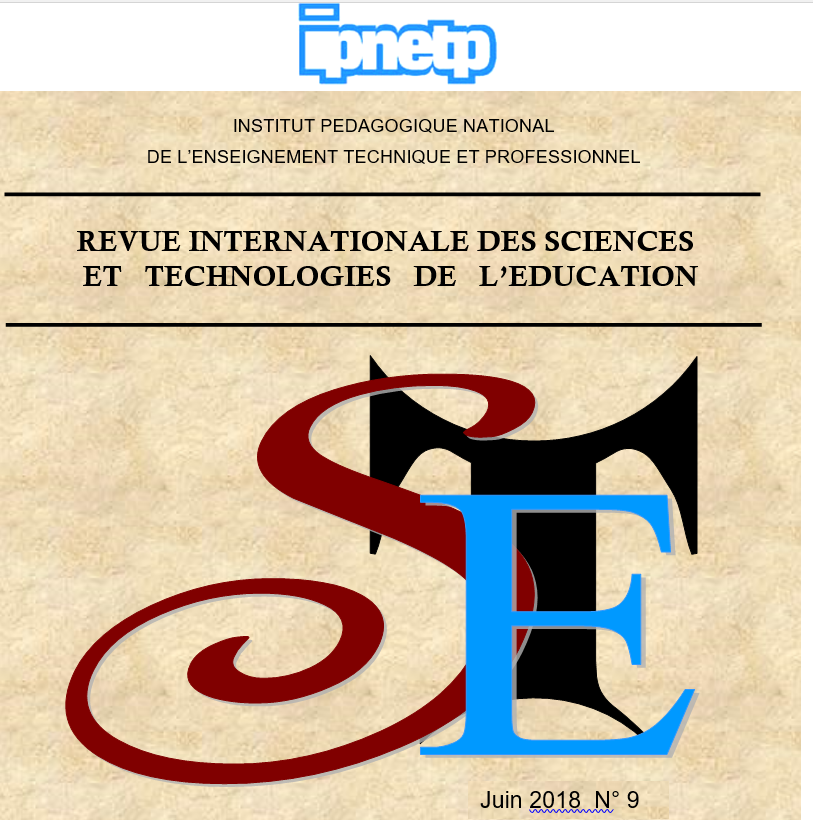 ipnetp
INSTITUT PEDAGOGIQUE NATIONAL
DE L'ENSEIGNEMENT TECHNIQUE ET PROFESSIONNEL
REVUE INTERNATIONALE DES SCIENCES
ET TECHNOLOGIES DE L'EDUCATION
STE
Juin 2018 N° 9